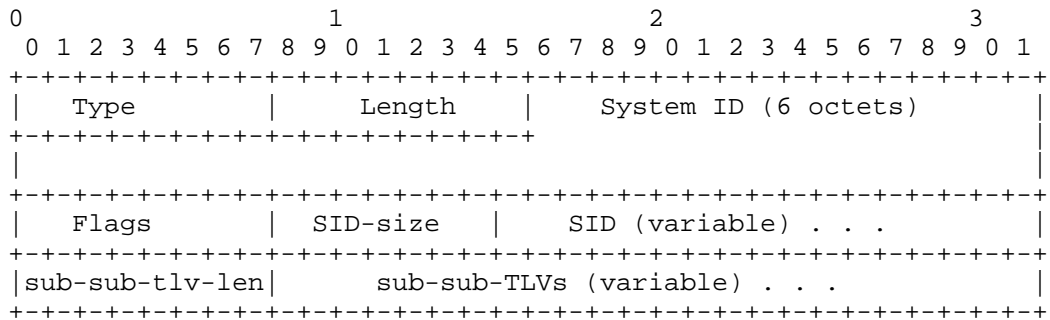 0                   1                   2                   3
 0 1 2 3 4 5 6 7 8 9 0 1 2 3 4 5 6 7 8 9 0 1 2 3 4 5 6 7 8 9 0 1
+-+-+-+-+-+-+-+-+-+-+-+-+-+-+-+-+-+-+-+-+-+-+-+-+-+-+-+-+-+-+-+-+
|   Type        |     Length    |    System ID (6 octets)       |
+-+-+-+-+-+-+-+-+-+-+-+-+-+-+-+-+                               |
|                                                               |
+-+-+-+-+-+-+-+-+-+-+-+-+-+-+-+-+-+-+-+-+-+-+-+-+-+-+-+-+-+-+-+-+
|   Flags       |  SID-size   |    SID (variable) . . .         |
+-+-+-+-+-+-+-+-+-+-+-+-+-+-+-+-+-+-+-+-+-+-+-+-+-+-+-+-+-+-+-+-+
|sub-sub-tlv-len|      sub-sub-TLVs (variable) . . .            |
+-+-+-+-+-+-+-+-+-+-+-+-+-+-+-+-+-+-+-+-+-+-+-+-+-+-+-+-+-+-+-+-+